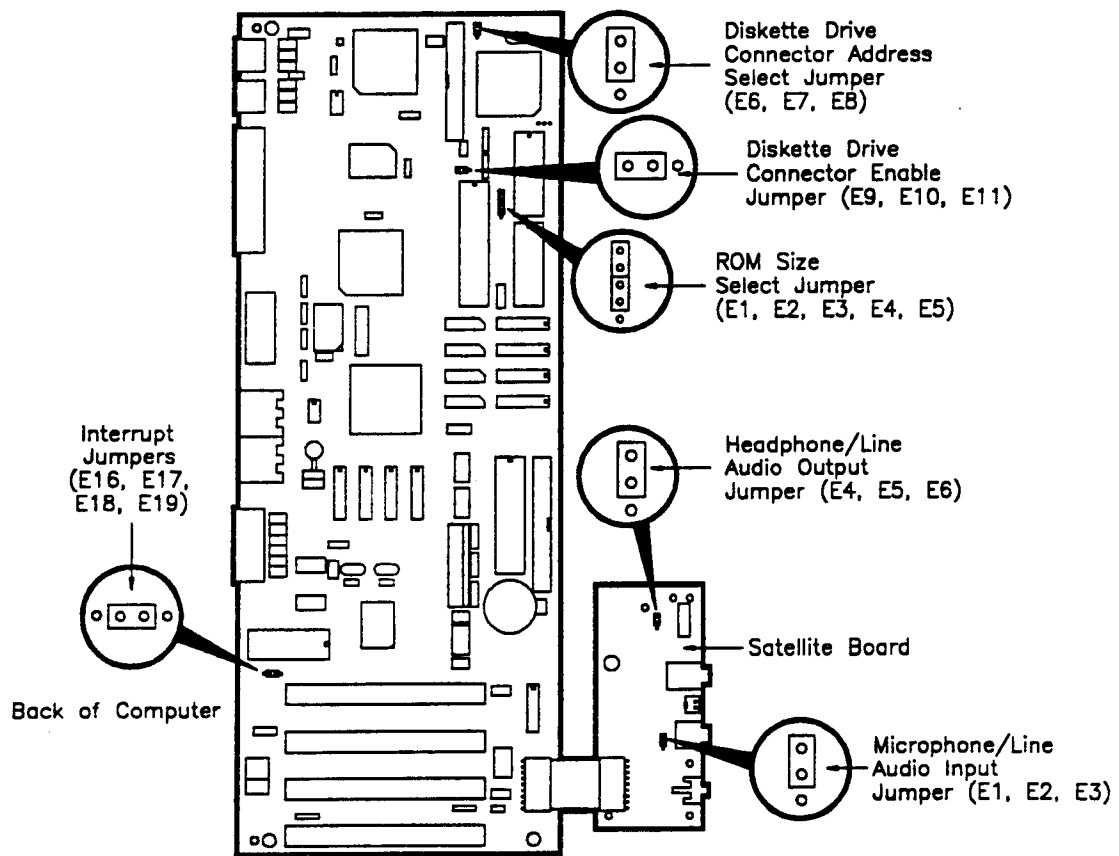 Diskette Drive
Connector Address
Select Jumper
(E6, E7, E8)
Diskette Drive
Connector Enable
Jumper (E9, E10, E11)
ROM Size
Select Jumper
(E1, E2, E3, E4, E5)
Interrupt
Jumpers
(E16, E17,
E18, E19)
Headphone/Line
Audio Output
Jumper (E4, E5, E6)
Satellite Board
Back of Computer
Microphone/Line
Audio Input
Jumper (E1, E2, E3)